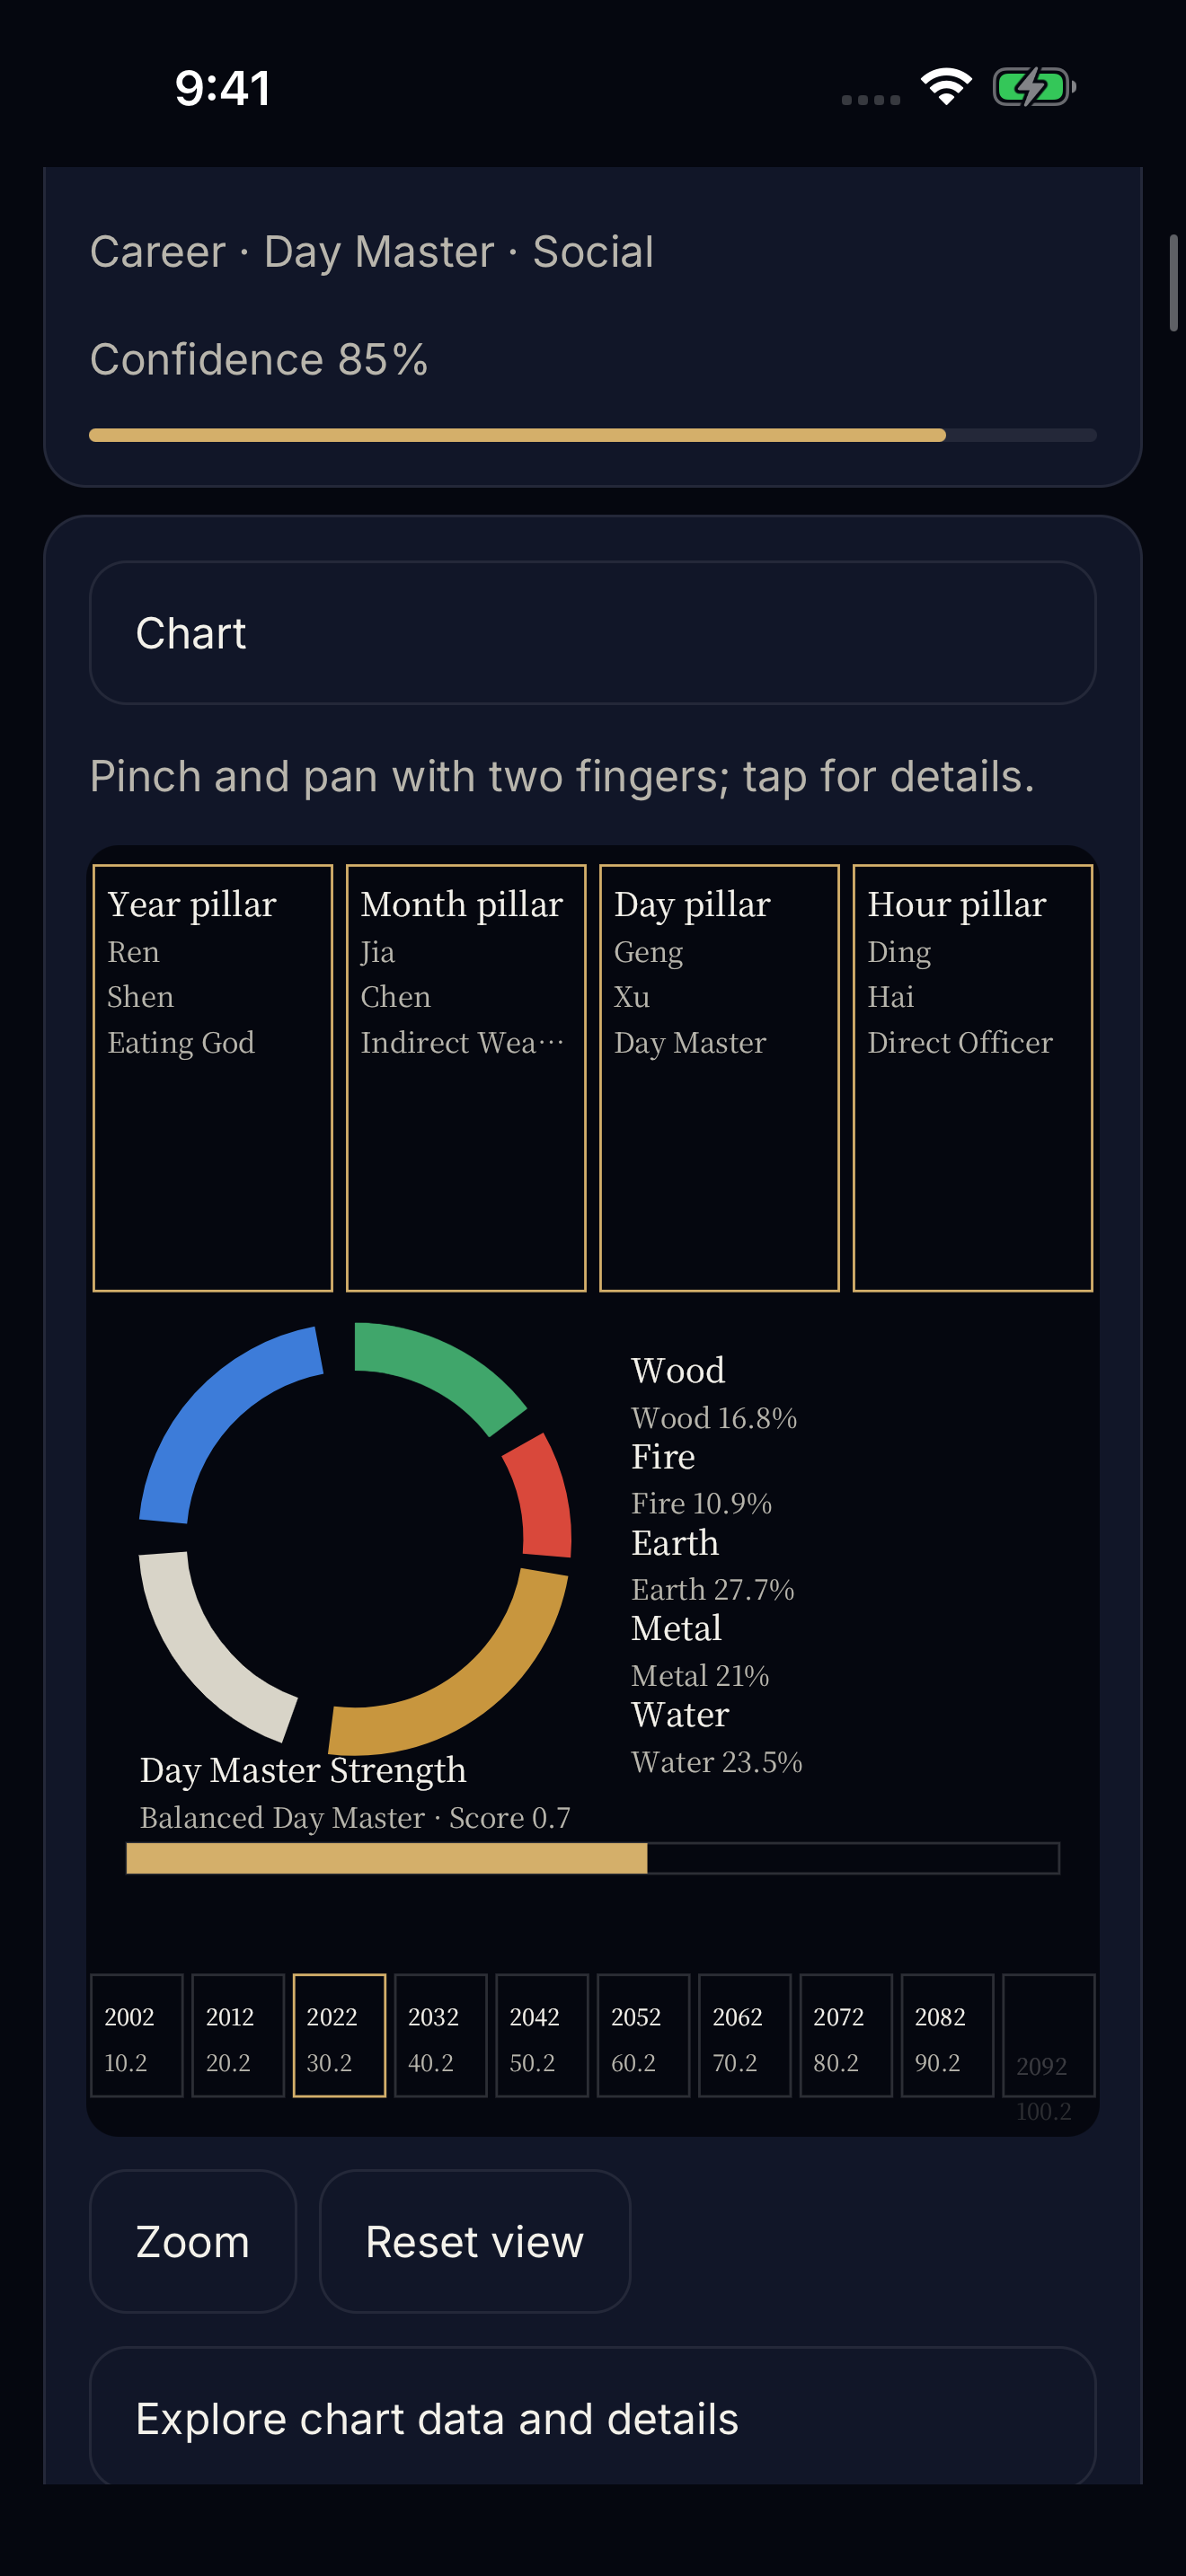 9:41
Career · Day Master · Social
Confidence 85%
Chart
Pinch and pan with two fingers; tap for details.
Year pillar
Ren
Shen
Eating God
Month pillar
Jia
Chen
Indirect Wea···
Day pillar
Geng
Xu
Day Master
Hour pillar
Ding
Hai
Direct Officer
Wood
Wood 16.8%
Fire
Fire 10.9%
Earth
Earth 27.7%
Metal
Metal 21%
Water
Water 23.5%
Day Master Strength
Balanced Day Master · Score 0.7
2002
10.2
2012
20.2
2022
30.2
2032
40.2
2042
50.2
2052
60.2
2062
70.2
2072
80.2
2082
90.2
2092
100.2
Zoom
Reset view
Explore chart data and details